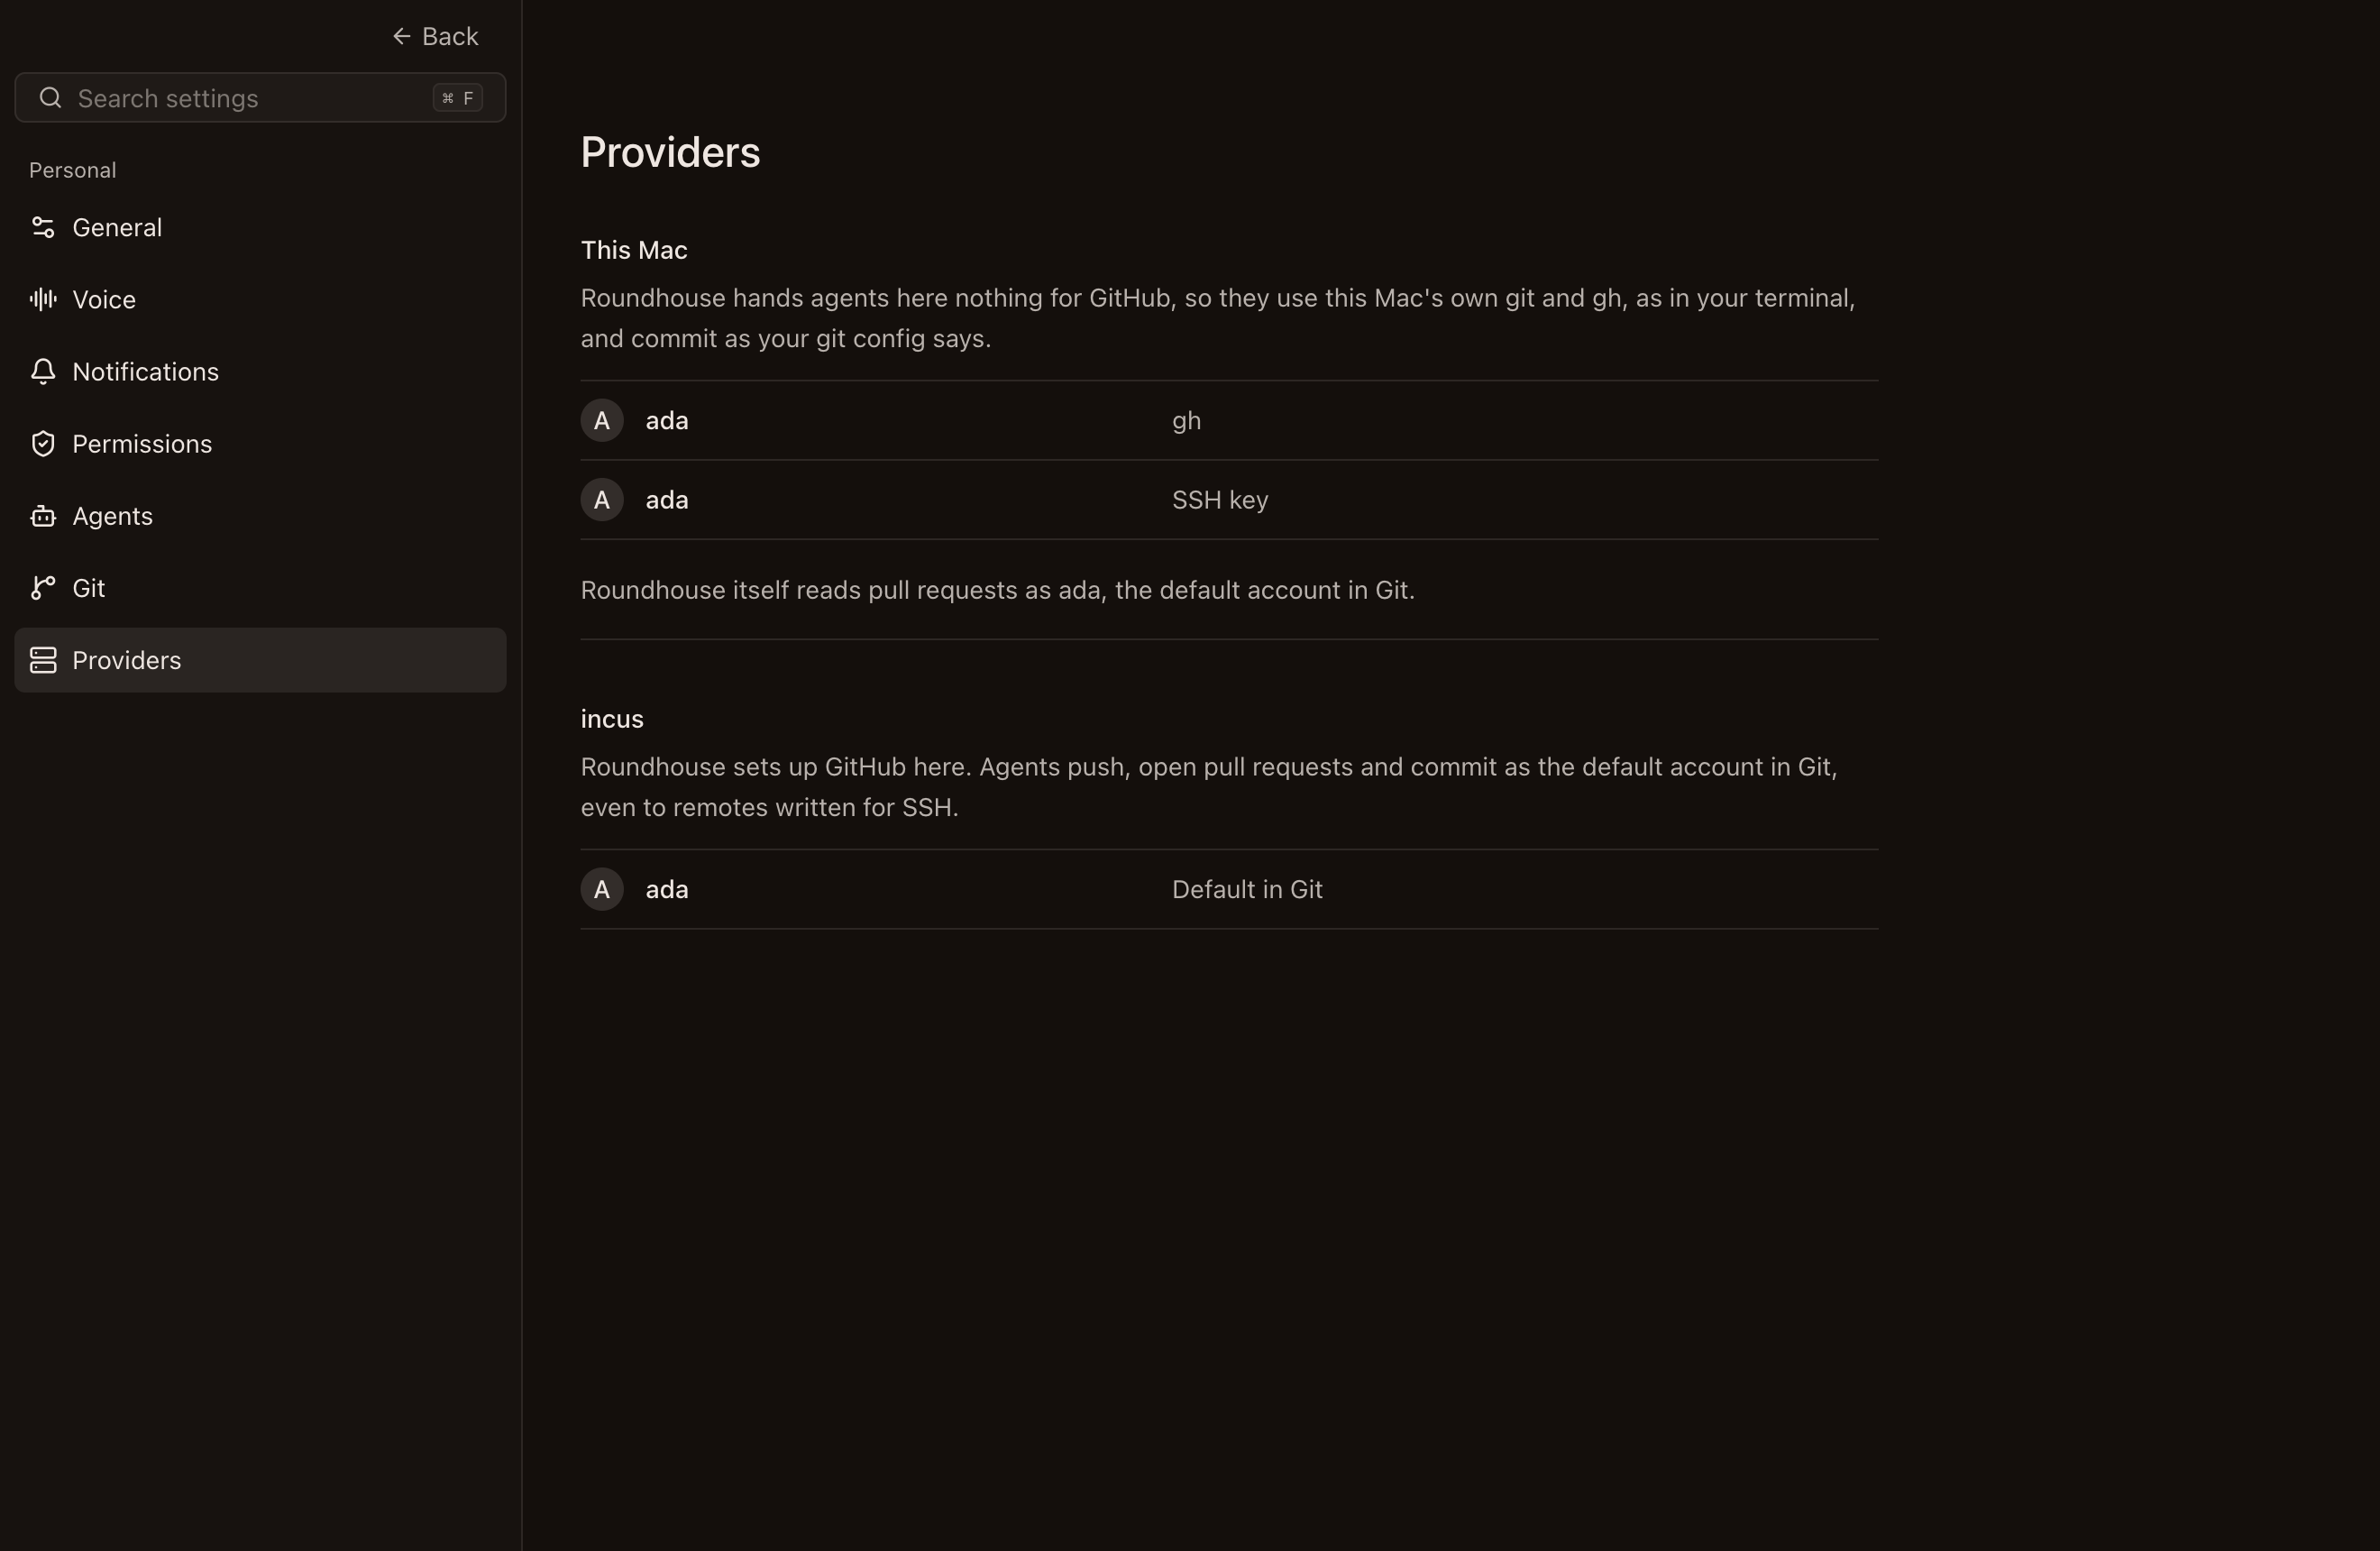 Back
Search settings
⌘ F
Personal
General
Voice
Notifications
Permissions
Agents
Git
Providers
Providers
This Mac
Roundhouse hands agents here nothing for GitHub, so they use this Mac's own git and gh, as in your terminal,
and commit as your git config says.
A ada gh
A ada SSH key
Roundhouse itself reads pull requests as ada, the default account in Git.
incus
Roundhouse sets up GitHub here. Agents push, open pull requests and commit as the default account in Git,
even to remotes written for SSH.
A ada Default in Git